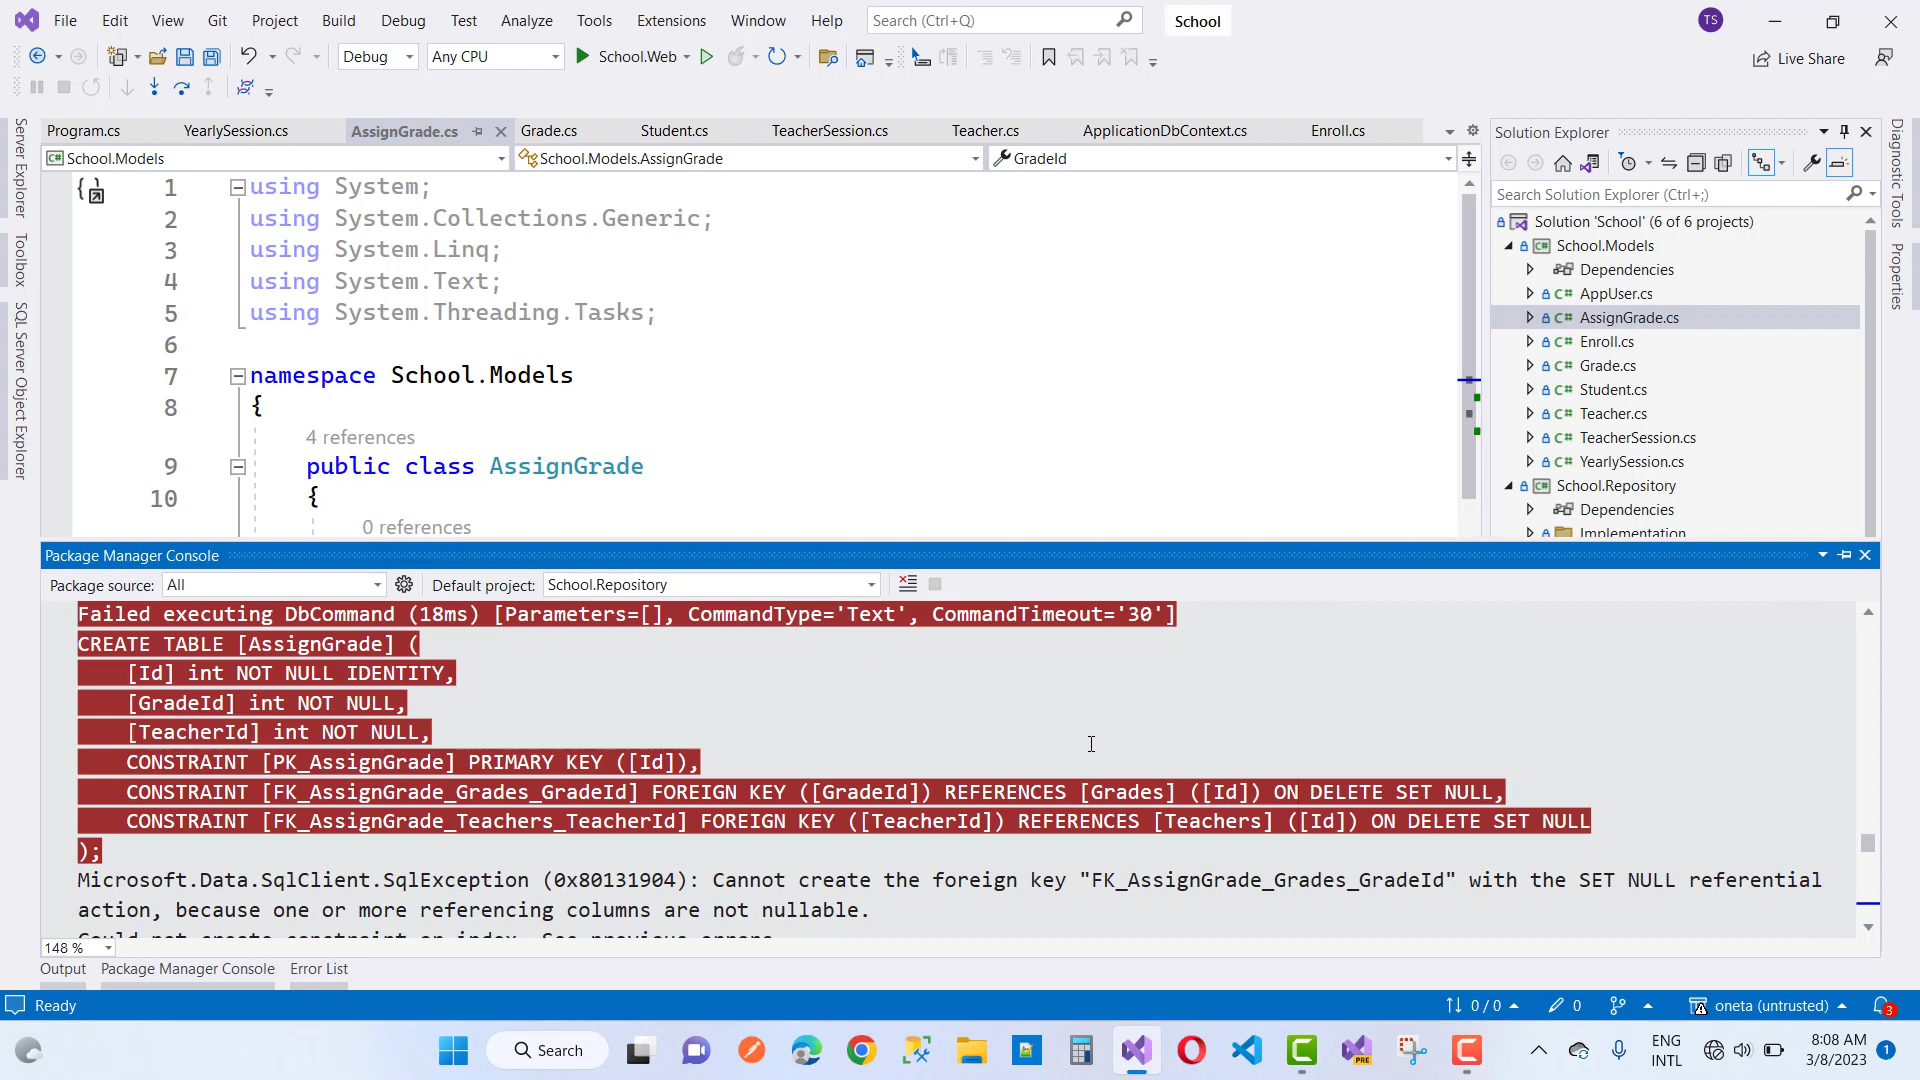 File Edit View Git Project Build Debug Test Analyze Tools Extensions Window Help Search (Ctrl+Q) School TS
Debug Any CPU School.Web Live Share
Program.cs YearlySession.cs AssignGrade.cs Grade.cs Student.cs TeacherSession.cs Teacher.cs ApplicationDbContext.cs Enroll.cs
School.Models School.Models.AssignGrade GradeId
Server Explorer
Toolbox
SQL Server Object Explorer
1 using System;
2 using System.Collections.Generic;
3 using System.Linq;
4 using System.Text;
5 using System.Threading.Tasks;
6
7 namespace School.Models
8 {
4 references
9 public class AssignGrade
10 {
0 references
Solution Explorer
Search Solution Explorer (Ctrl+;)
Solution 'School' (6 of 6 projects)
School.Models
Dependencies
AppUser.cs
AssignGrade.cs
Enroll.cs
Grade.cs
Student.cs
Teacher.cs
TeacherSession.cs
YearlySession.cs
School.Repository
Dependencies
Implementation
Diagnostic Tools
Properties
Package Manager Console
Package source: All Default project: School.Repository
Failed executing DbCommand (18ms) [Parameters=[], CommandType='Text', CommandTimeout='30']
CREATE TABLE [AssignGrade] (
[Id] int NOT NULL IDENTITY,
[GradeId] int NOT NULL,
[TeacherId] int NOT NULL,
CONSTRAINT [PK_AssignGrade] PRIMARY KEY ([Id]),
CONSTRAINT [FK_AssignGrade_Grades_GradeId] FOREIGN KEY ([GradeId]) REFERENCES [Grades] ([Id]) ON DELETE SET NULL,
CONSTRAINT [FK_AssignGrade_Teachers_TeacherId] FOREIGN KEY ([TeacherId]) REFERENCES [Teachers] ([Id]) ON DELETE SET NULL
);
Microsoft.Data.SqlClient.SqlException (0x80131904): Cannot create the foreign key "FK_AssignGrade_Grades_GradeId" with the SET NULL referential
action, because one or more referencing columns are not nullable.
Could not create constraint or index. See previous errors.
148 %
Output Package Manager Console Error List
Ready 0 / 0 0 oneta (untrusted) 3
Search PRE ENG
INTL
8:08 AM
3/8/2023 1